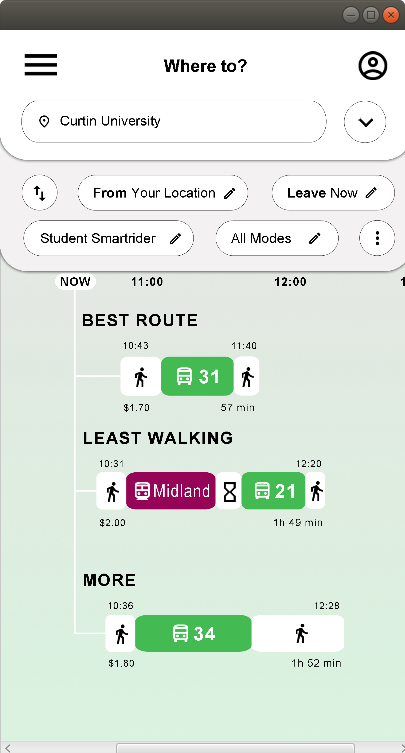 Where to?
Curtin University
From Your Location
Leave Now
Student Smartrider
All Modes
NOW 11:00 12:00 1
BEST ROUTE
10:43 11:40
31
$1.70 57 min
LEAST WALKING
10:31 12:20
Midland 21
$2.00 1h 49 min
MORE
10:36 12:28
34
$1.80 1h 52 min